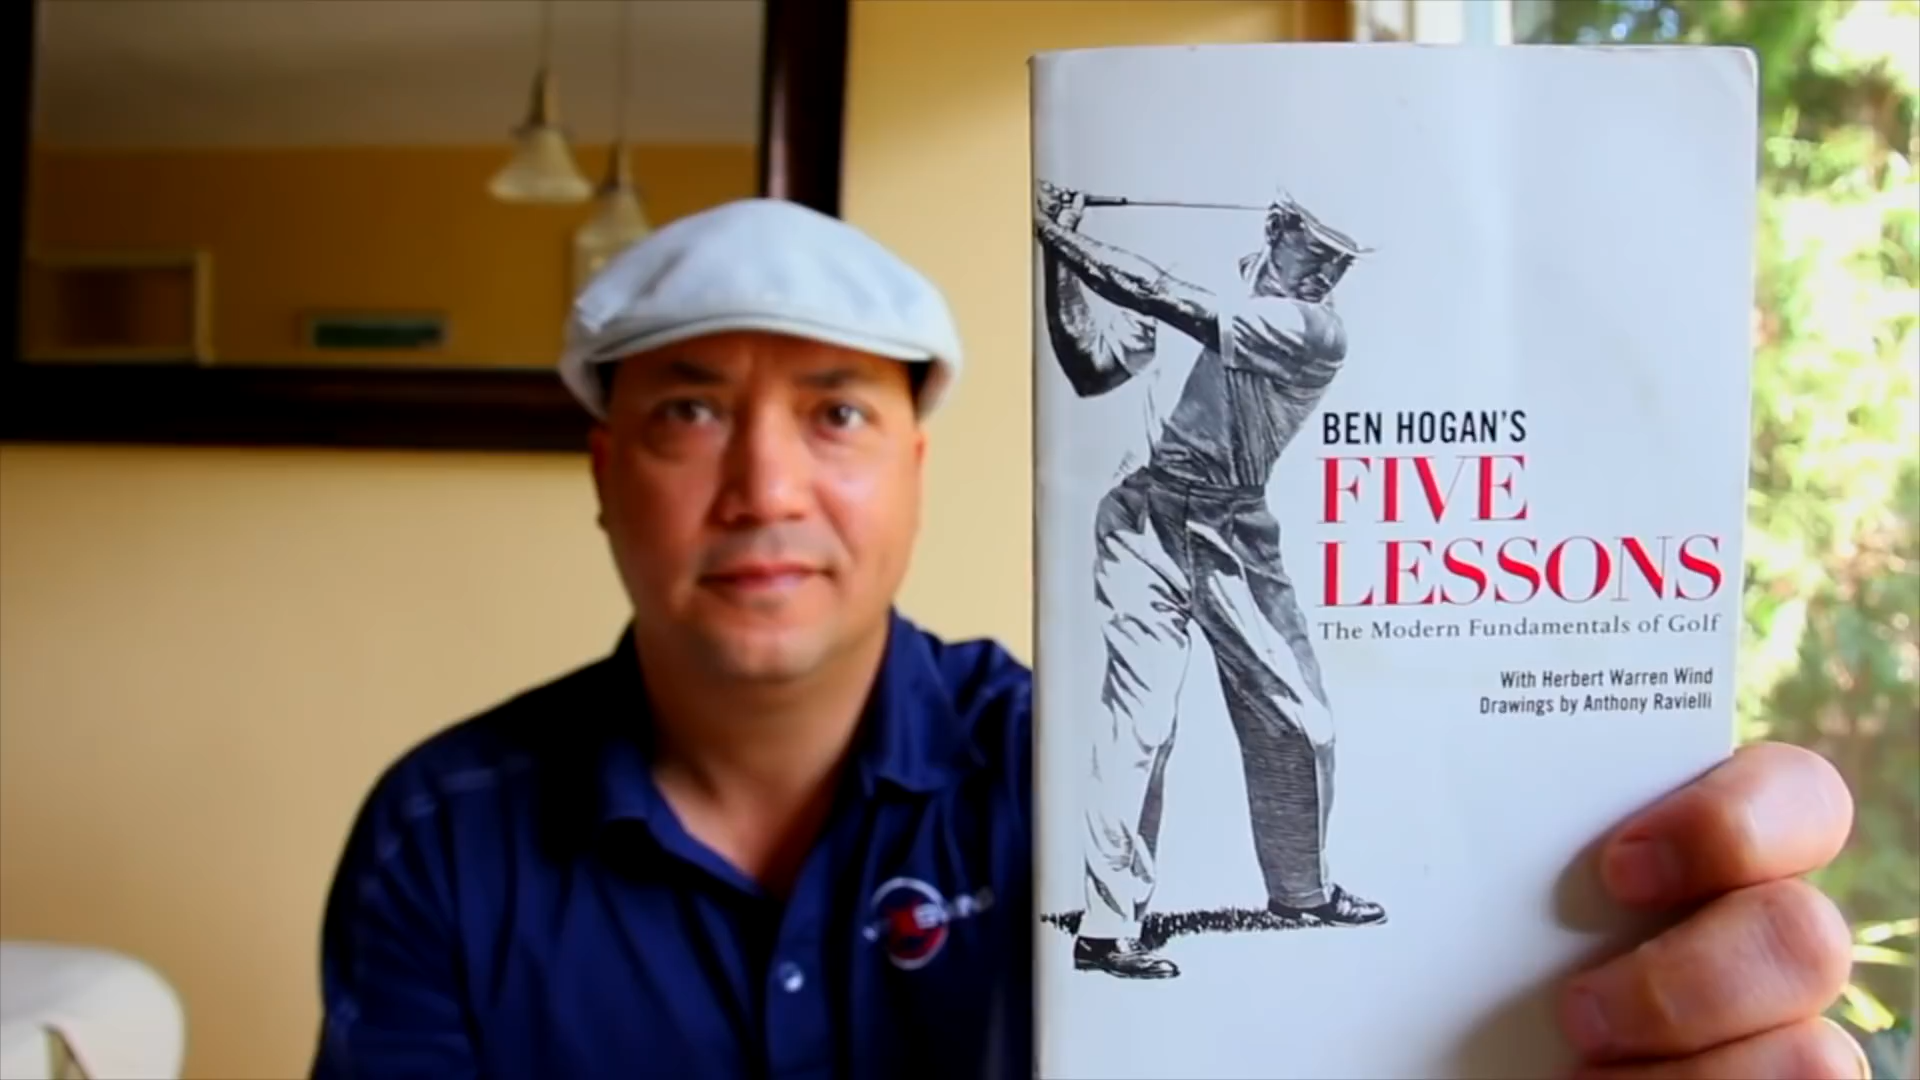 BEN HOGAN'S
FIVE
LESSONS
The Modern Fundamentals of Golf
With Herbert Warren Wind
Drawings by Anthony Ravielli